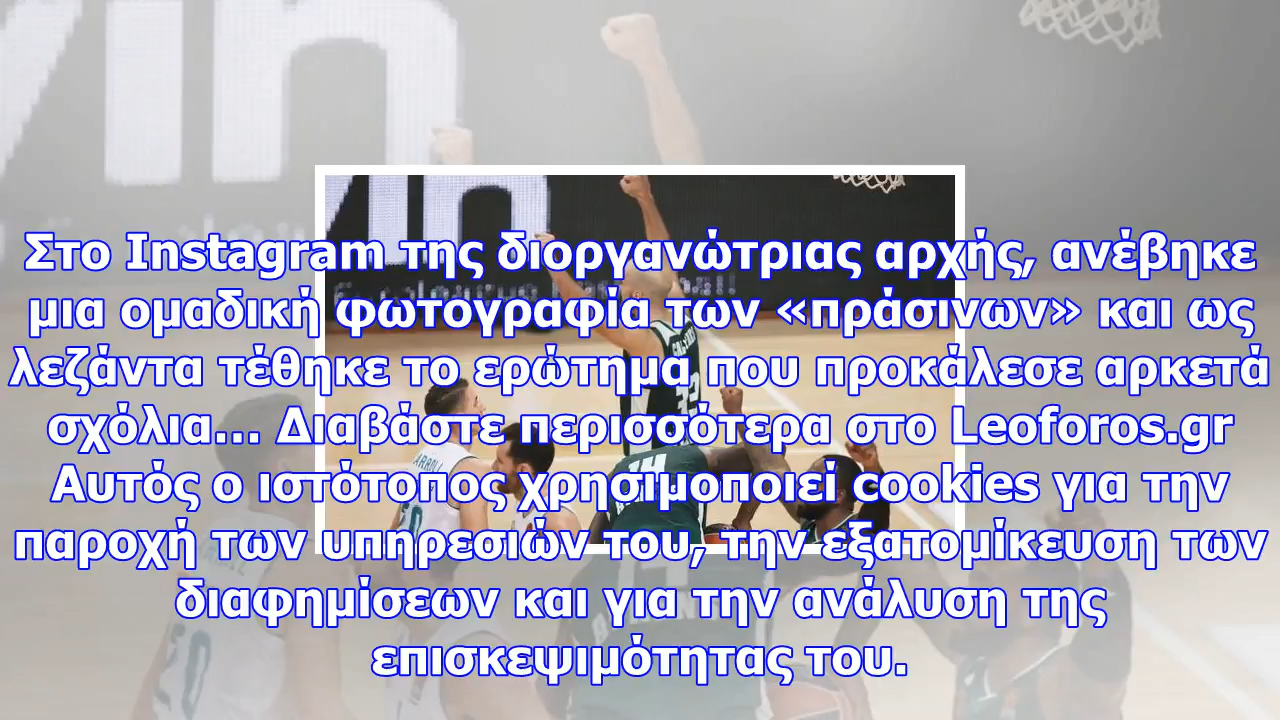 Στο Instagram της διοργανώτριας αρχής, ανέβηκε
μια ομαδική φωτογραφία των «πράσινων» και ως
λεζάντα τέθηκε το ερώτημα που προκάλεσε αρκετά
σχόλια... Διαβάστε περισσότερα στο Leoforos.gr
Αυτός ο ιστότοπος χρησιμοποιεί cookies για την
παροχή των υπηρεσιών του, την εξατομίκευση των
διαφημίσεων και για την ανάλυση της
επισκεψιμότητας του.